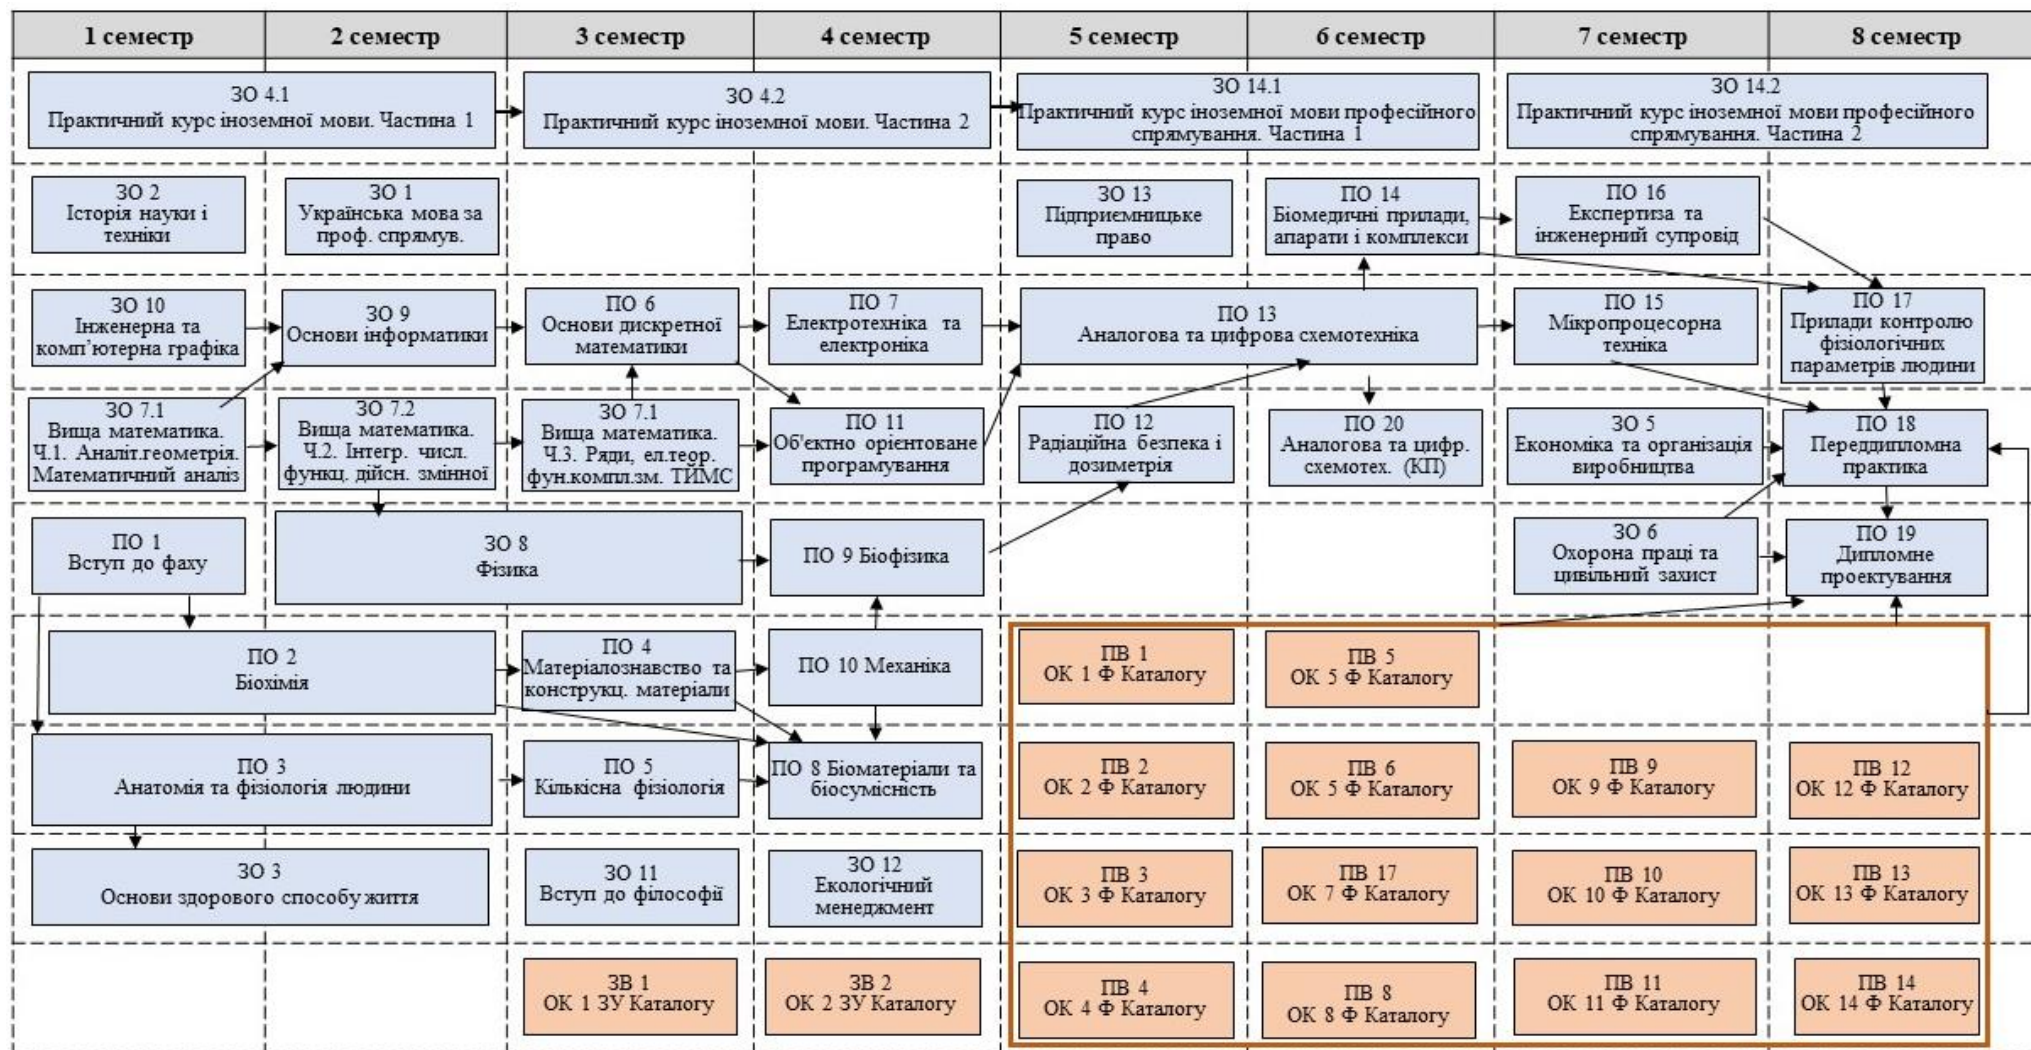 1 семестр
2 семестр
3 семестр
4 семестр
5 семестр
6 семестр
7 семестр
8 семестр
ЗО 4.1
Практичний курс іноземної мови. Частина 1
ЗО 4.2
Практичний курс іноземної мови. Частина 2
ЗО 14.1
Практичний курс іноземної мови професійного
спрямування. Частина 1
ЗО 14.2
Практичний курс іноземної мови професійного
спрямування. Частина 2
ЗО 2
Історія науки і
техніки
ЗО 1
Українська мова за
проф. спрямув.
ЗО 13
Підприємницьке
право
ПО 14
Біомедичні прилади,
апарати і комплекси
ПО 16
Експертиза та
інженерний супровід
ЗО 10
Інженерна та
комп’ютерна графіка
ЗО 9
Основи інформатики
ПО 6
Основи дискретної
математики
ПО 7
Електротехніка та
електроніка
ПО 13
Аналогова та цифрова схемотехніка
ПО 15
Мікропроцесорна
техніка
ПО 17
Прилади контролю
фізіологічних
параметрів людини
ЗО 7.1
Вища математика.
Ч.1. Аналіт.геометрія.
Математичний аналіз
ЗО 7.2
Вища математика.
Ч.2. Інтегр. числ.
функц. дійсн. змінної
ЗО 7.1
Вища математика.
Ч.3. Ряди, ел.теор.
фун.компл.зм. ТЙМС
ПО 11
Об'єктно орієнтоване
програмування
ПО 12
Радіаційна безпека і
дозиметрія
ПО 20
Аналогова та цифр.
схемотех. (КП)
ЗО 5
Економіка та організація
виробництва
ПО 18
Переддипломна
практика
ПО 1
Вступ до фаху
ЗО 8
Фізика
ПО 9 Біофізика
ЗО 6
Охорона праці та
цивільний захист
ПО 19
Дипломне
проектування
ПО 2
Біохімія
ПО 4
Матеріалознавство та
конструкц. матеріали
ПО 10 Механіка
ПВ 1
ОК 1 Ф Каталогу
ПВ 5
ОК 5 Ф Каталогу
ПО 3
Анатомія та фізіологія людини
ПО 5
Кількісна фізіологія
ПО 8 Біоматеріали та
біосумісність
ПВ 2
ОК 2 Ф Каталогу
ПВ 6
ОК 5 Ф Каталогу
ПВ 9
ОК 9 Ф Каталогу
ПВ 12
ОК 12 Ф Каталогу
ЗО 3
Основи здорового способу життя
ЗО 11
Вступ до філософії
ЗО 12
Екологічний
менеджмент
ПВ 3
ОК 3 Ф Каталогу
ПВ 17
ОК 7 Ф Каталогу
ПВ 10
ОК 10 Ф Каталогу
ПВ 13
ОК 13 Ф Каталогу
ЗВ 1
ОК 1 ЗУ Каталогу
ЗВ 2
ОК 2 ЗУ Каталогу
ПВ 4
ОК 4 Ф Каталогу
ПВ 8
ОК 8 Ф Каталогу
ПВ 11
ОК 11 Ф Каталогу
ПВ 14
ОК 14 Ф Каталогу